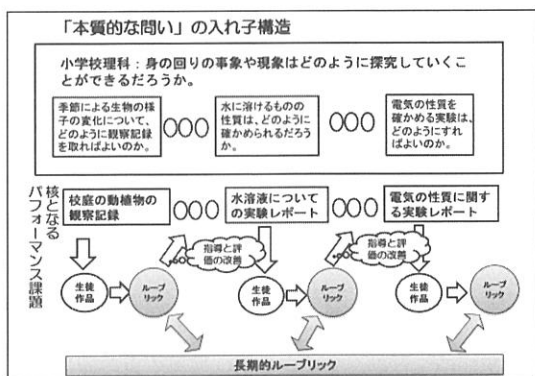 「本質的な問い」の入れ子構造
小学校理科：身の回りの事象や現象はどのように探究していくこ
とができるだろうか。
季節による生物の様
子の変化について、
どのように観察記録
を取ればよいのか。
○○○
水に溶けるものの
性質は、どのように
確かめられるだろう
か。
○○○
電気の性質を
確かめる実験は、
どのようにすれ
ばよいのか。
核となる
パフォーマンス課題
校庭の動植物の
観察記録
○○○
水溶液について
の実験レポート
○○○
電気の性質に関す
る実験レポート
指導と評
価の改善
指導と評
価の改善
生徒
作品
ルーブ
リック
生徒
作品
ルーブ
リック
生徒
作品
ルーブ
リック
長期的ルーブリック